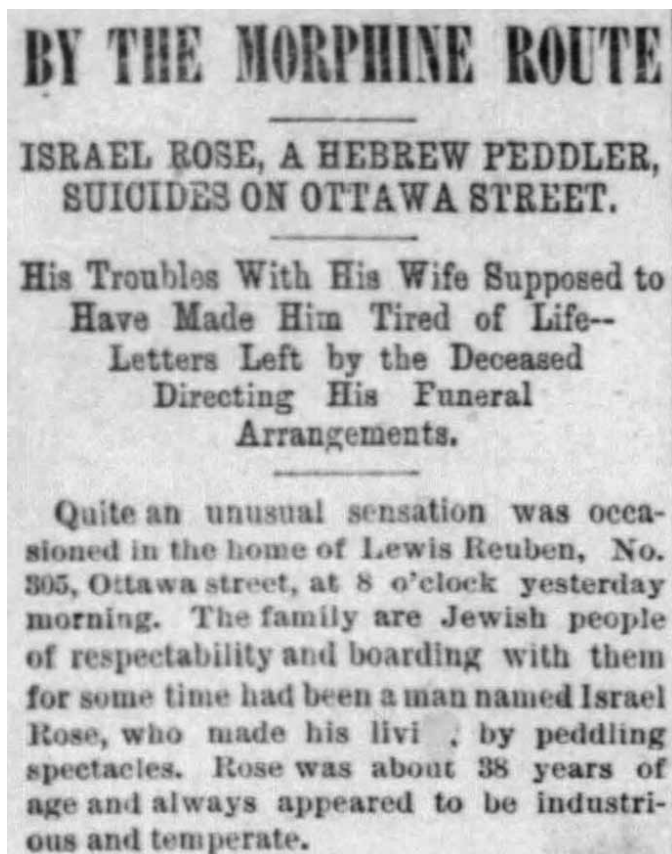 BY THE MORPHINE ROUTE
ISRAEL ROSE, A HEBREW PEDDLER,
SUICIDES ON OTTAWA STREET.
His Troubles With His Wife Supposed to
Have Made Him Tired of Life--
Letters Left by the Deceased
Directing His Funeral
Arrangements.
Quite an unusual sensation was occa-
sioned in the home of Lewis Reuben, No.
305, Ottawa street, at 8 o'clock yesterday
morning. The family are Jewish people
of respectability and boarding with them
for some time had been a man named Israel
Rose, who made his livi , by peddling
spectacles. Rose was about 38 years of
age and always appeared to be industri-
ous and temperate.